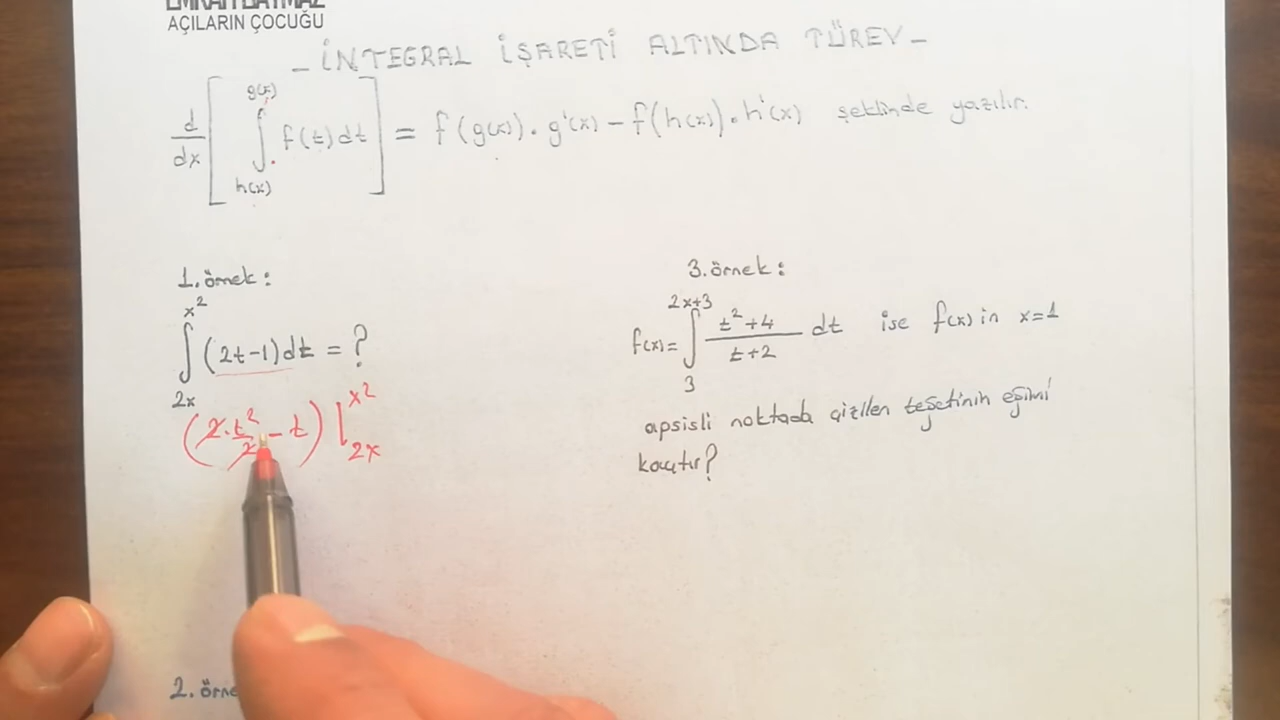 AÇILARIN ÇOCUĞU
- İNTEGRAL İŞARETİ ALTINDA TÜREV -
d/dx [ ∫_{h(x)}^{g(x)} f(t)dt ] = f(g(x)).g'(x) - f(h(x)).h'(x) şeklinde yazılır.
1. örnek:
∫_{2x}^{x²} (2t-1)dt = ?
(2.t²/2 - t) |_{2x}^{x²}
2. örne
3. örnek:
f(x)= ∫_{3}^{2x+3} (t²+4)/(t+2) dt ise f(x) in x=1
apsisli noktada çizilen teğetinin eğimi
kaçtır?